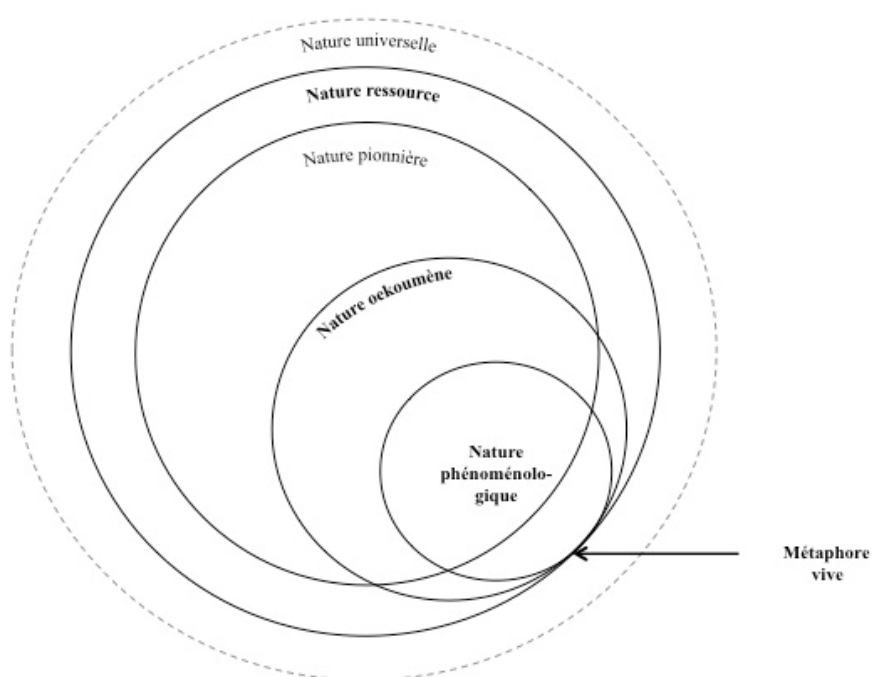 Nature universelle
Nature ressource
Nature pionnière
Nature oekoumène
Nature
phénoménolo-
gique
Métaphore
vive